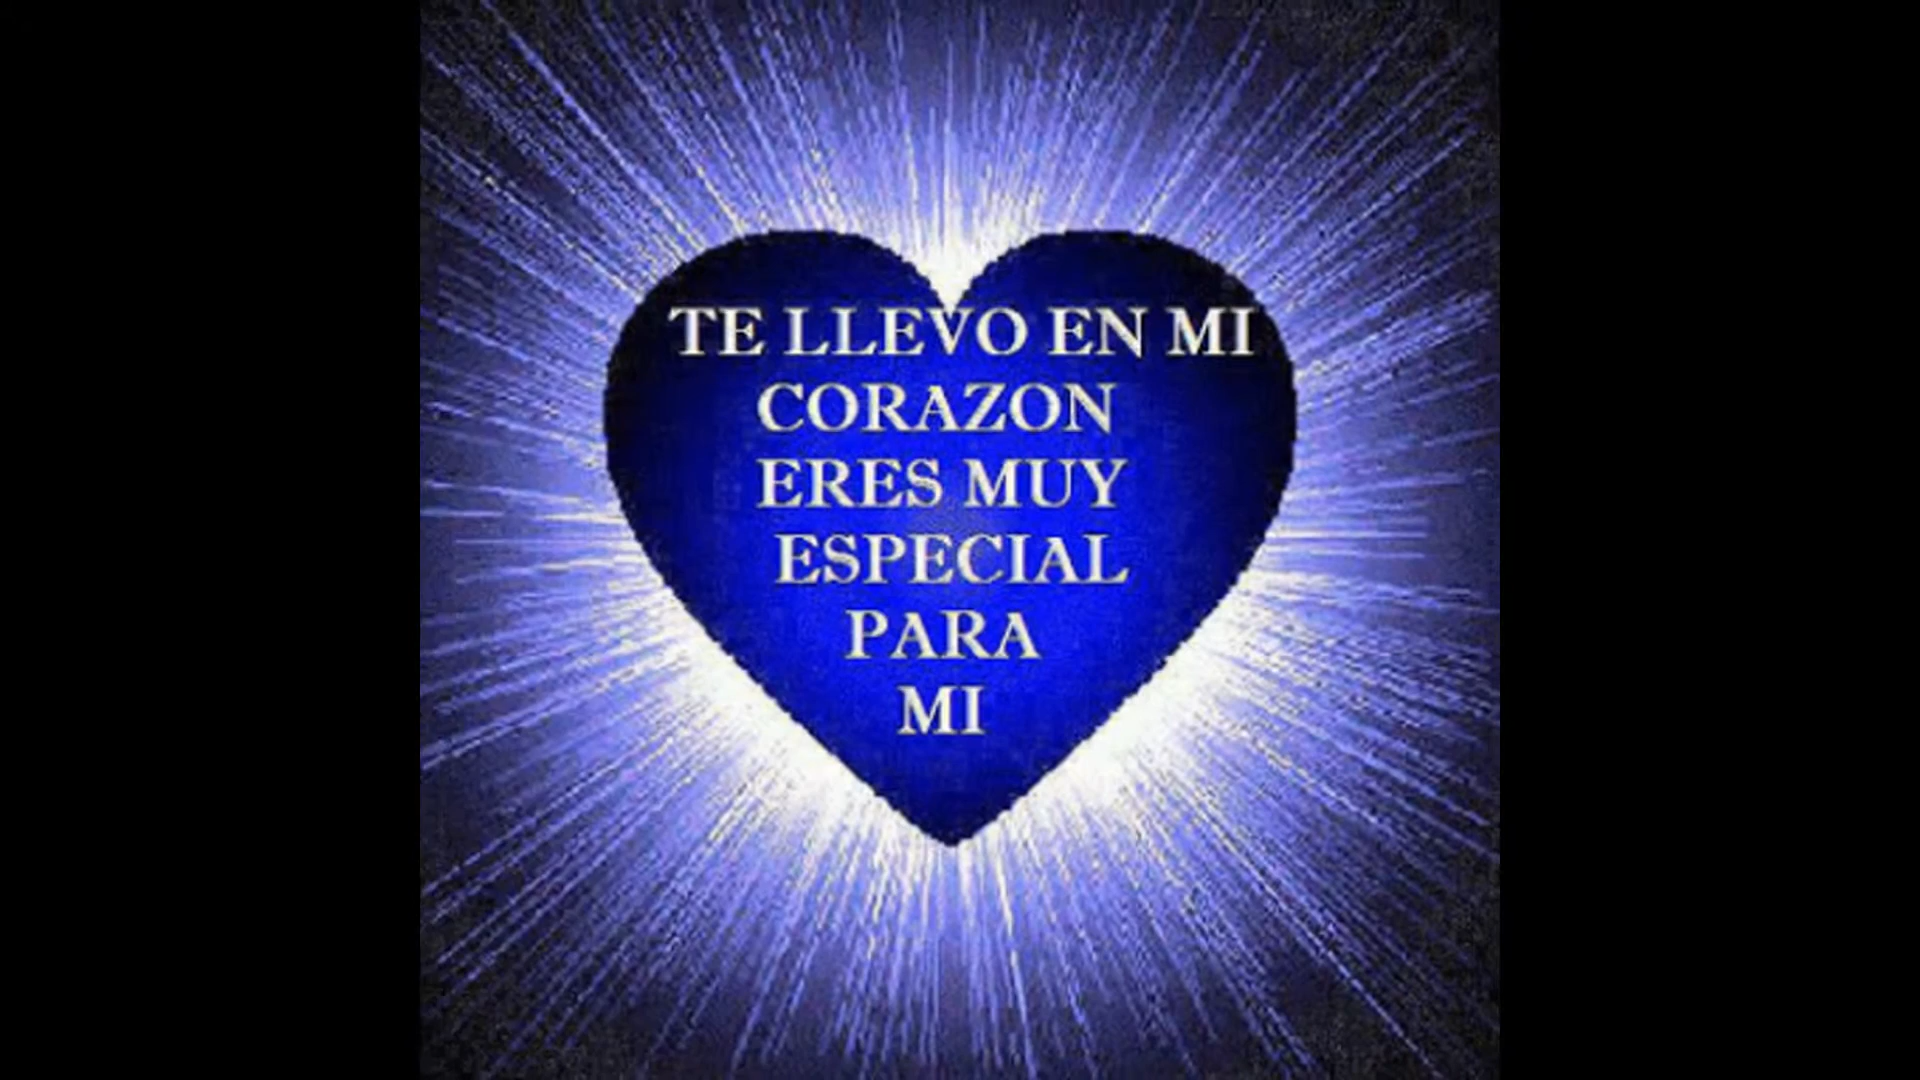 TE LLEVO EN MI
CORAZON
ERES MUY
ESPECIAL
PARA
MI